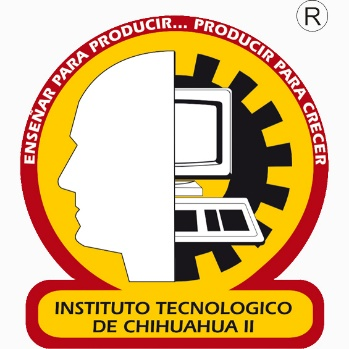 ®
ENSEÑAR PARA PRODUCIR... PRODUCIR PARA CRECER
INSTITUTO TECNOLOGICO
DE CHIHUAHUA II